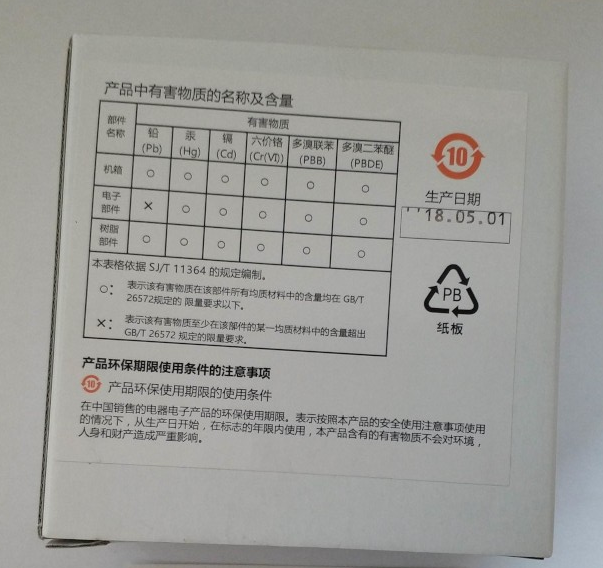 产品中有害物质的名称及含量
部件名称 有害物质
铅(Pb) 汞(Hg) 镉(Cd) 六价铬(Cr(VI)) 多溴联苯(PBB) 多溴二苯醚(PBDE)
机箱 ○ ○ ○ ○ ○ ○
电子部件 × ○ ○ ○ ○ ○
树脂部件 ○ ○ ○ ○ ○ ○
本表格依据 SJ/T 11364 的规定编制。
○: 表示该有害物质在该部件所有均质材料中的含量均在 GB/T
26572规定的 限量要求以下。
×: 表示该有害物质至少在该部件的某一均质材料中的含量超出
GB/T 26572 规定的限量要求。
10
生产日期
''18.05.01
PB
纸板
产品环保期限使用条件的注意事项
10 产品环保使用期限的使用条件
在中国销售的电器电子产品的环保使用期限。表示按照本产品的安全使用注意事项使用
的情况下，从生产日开始，在标志的年限内使用，本产品含有的有害物质不会对环境，
人身和财产造成严重影响。